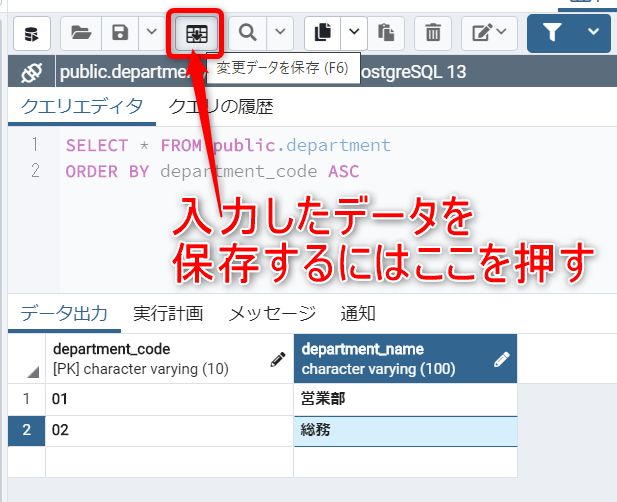 変更データを保存 (F6)
public.departme
ostgreSQL 13
クエリエディタ クエリの履歴
1 SELECT * FROM public.department
2 ORDER BY department_code ASC
入力したデータを
保存するにはここを押す
データ出力 実行計画 メッセージ 通知
department_code
[PK] character varying (10)
department_name
character varying (100)
1 01 営業部
2 02 総務